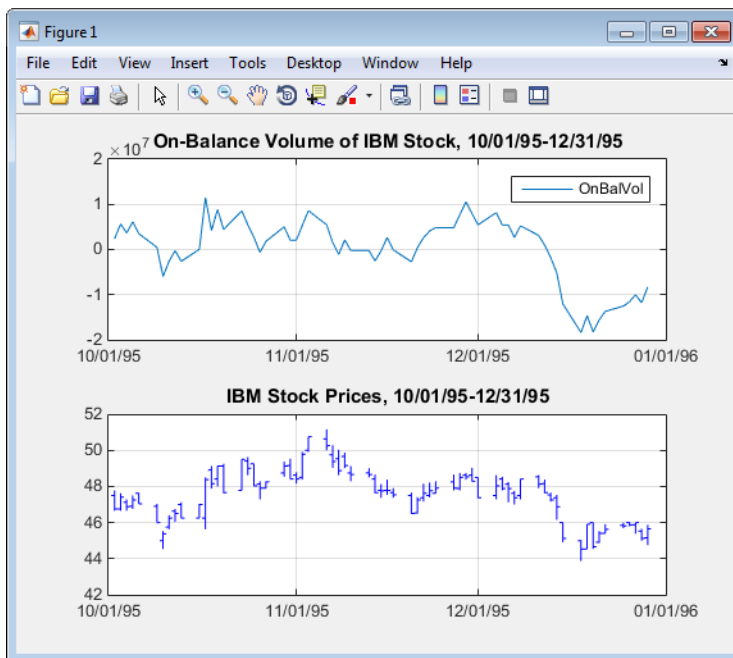 Figure 1
File Edit View Insert Tools Desktop Window Help
× 10⁷ On-Balance Volume of IBM Stock, 10/01/95-12/31/95
2
OnBalVol
1
0
-1
-2
10/01/95 11/01/95 12/01/95 01/01/96
IBM Stock Prices, 10/01/95-12/31/95
52
50
48
46
44
42
10/01/95 11/01/95 12/01/95 01/01/96